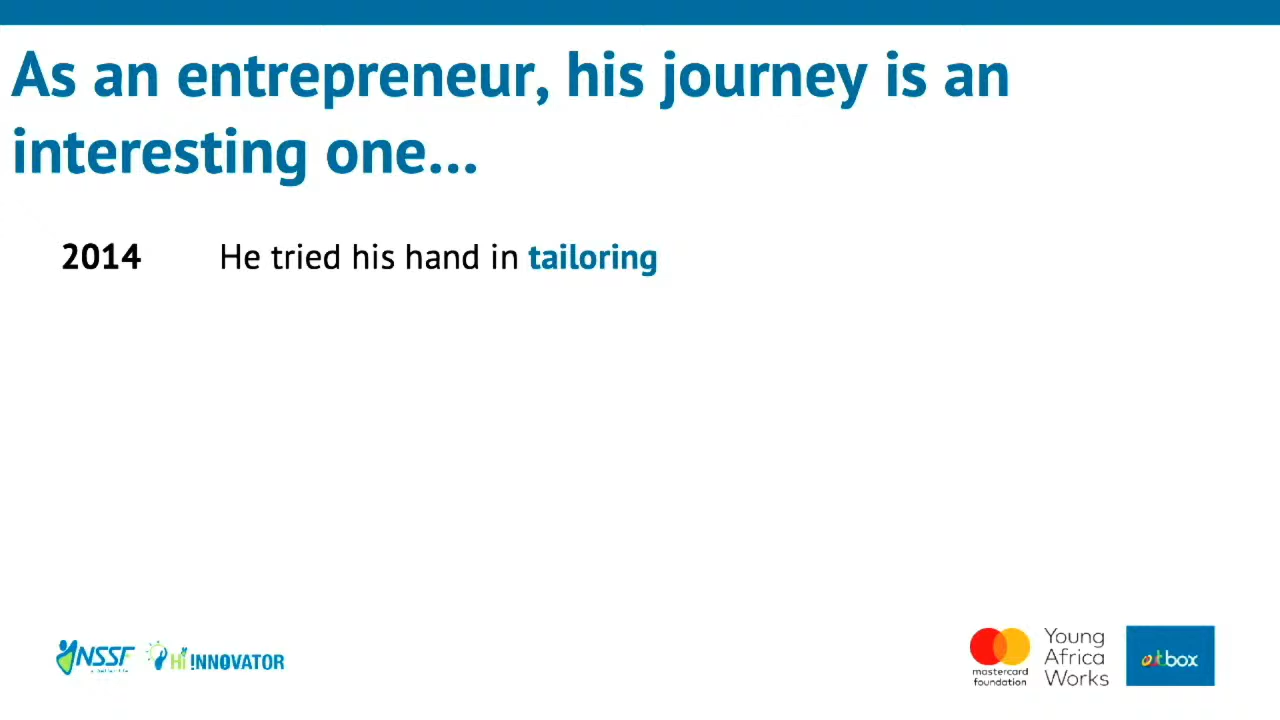 As an entrepreneur, his journey is an
interesting one...
2014 He tried his hand in tailoring
NSSF
Hi !NNOVATOR
mastercard
foundation
Young
Africa
Works
outbox